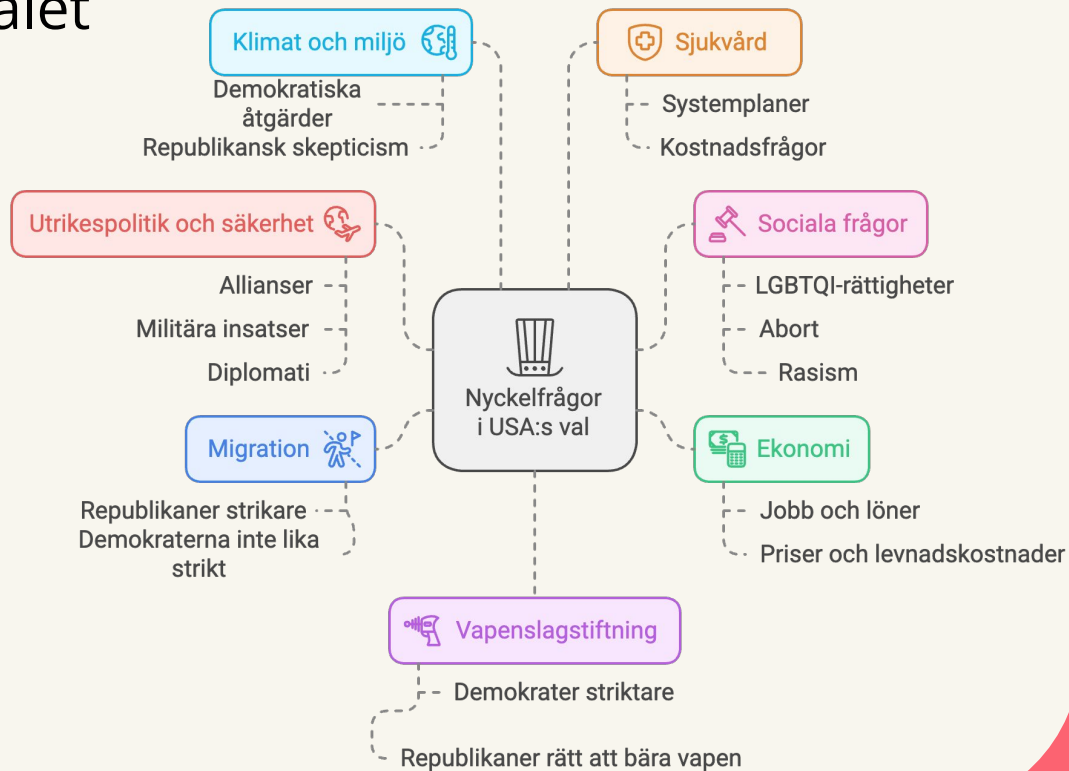 alet
Klimat och miljö
Demokratiska
åtgärder
Republikansk skepticism
Sjukvård
Systemplaner
Kostnadsfrågor
Utrikespolitik och säkerhet
Allianser
Militära insatser
Diplomati
Sociala frågor
LGBTQI-rättigheter
Abort
Rasism
Nyckelfrågor
i USA:s val
Migration
Republikaner strikare
Demokraterna inte lika
strikt
Ekonomi
Jobb och löner
Priser och levnadskostnader
Vapenslagstiftning
Demokrater striktare
Republikaner rätt att bära vapen